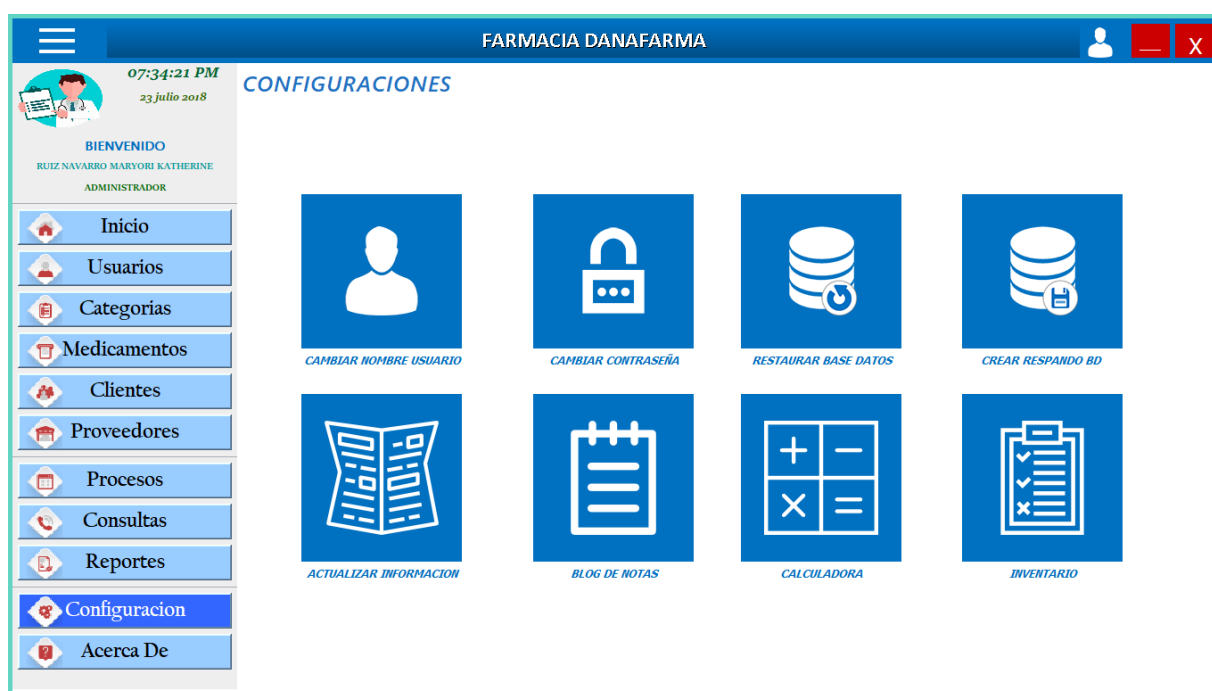 FARMACIA DANAFARMA
X
07:34:21 PM
23 julio 2018
BIENVENIDO
RUIZ NAVARRO MARYORI KATHERINE
ADMINISTRADOR
Inicio
Usuarios
Categorias
Medicamentos
Clientes
Proveedores
Procesos
Consultas
Reportes
Configuracion
Acerca De
CONFIGURACIONES
CAMBIAR NOMBRE USUARIO
CAMBIAR CONTRASEÑA
RESTAURAR BASE DATOS
CREAR RESPANDO BD
ACTUALIZAR INFORMACION
BLOG DE NOTAS
CALCULADORA
INVENTARIO